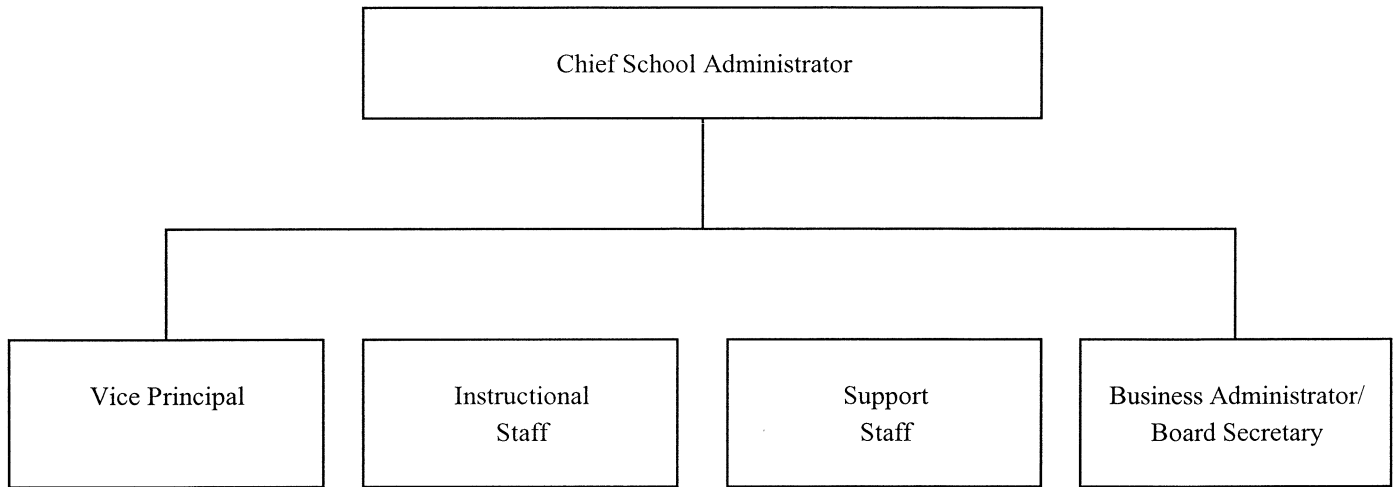 Chief School Administrator
Vice Principal
Instructional
Staff
Support
Staff
Business Administrator/
Board Secretary